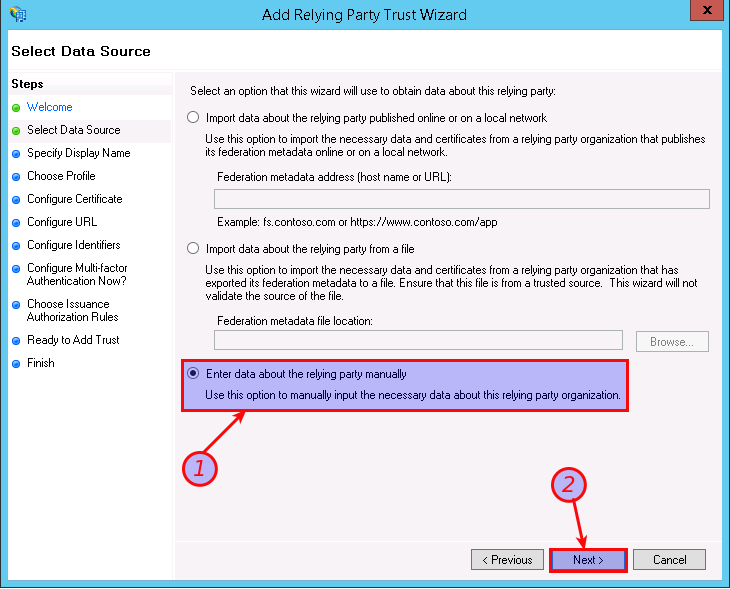 Add Relying Party Trust Wizard
x
Select Data Source
Steps
Welcome
Select Data Source
Specify Display Name
Choose Profile
Configure Certificate
Configure URL
Configure Identifiers
Configure Multi-factor
Authentication Now?
Choose Issuance
Authorization Rules
Ready to Add Trust
Finish
Select an option that this wizard will use to obtain data about this relying party:
Import data about the relying party published online or on a local network
Use this option to import the necessary data and certificates from a relying party organization that publishes
its federation metadata online or on a local network.
Federation metadata address (host name or URL):
Example: fs.contoso.com or https://www.contoso.com/app
Import data about the relying party from a file
Use this option to import the necessary data and certificates from a relying party organization that has
exported its federation metadata to a file. Ensure that this file is from a trusted source. This wizard will not
validate the source of the file.
Federation metadata file location:
Browse...
Enter data about the relying party manually
Use this option to manually input the necessary data about this relying party organization.
1
2
< Previous
Next >
Cancel